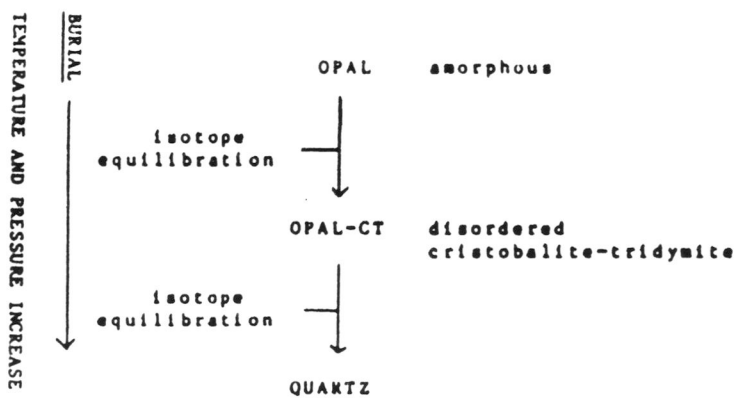 TEMPERATURE AND PRESSURE INCREASE
BURIAL
OPAL amorphous
isotope
equilibration
OPAL-CT disordered
cristobalite-tridymite
isotope
equilibration
QUARTZ